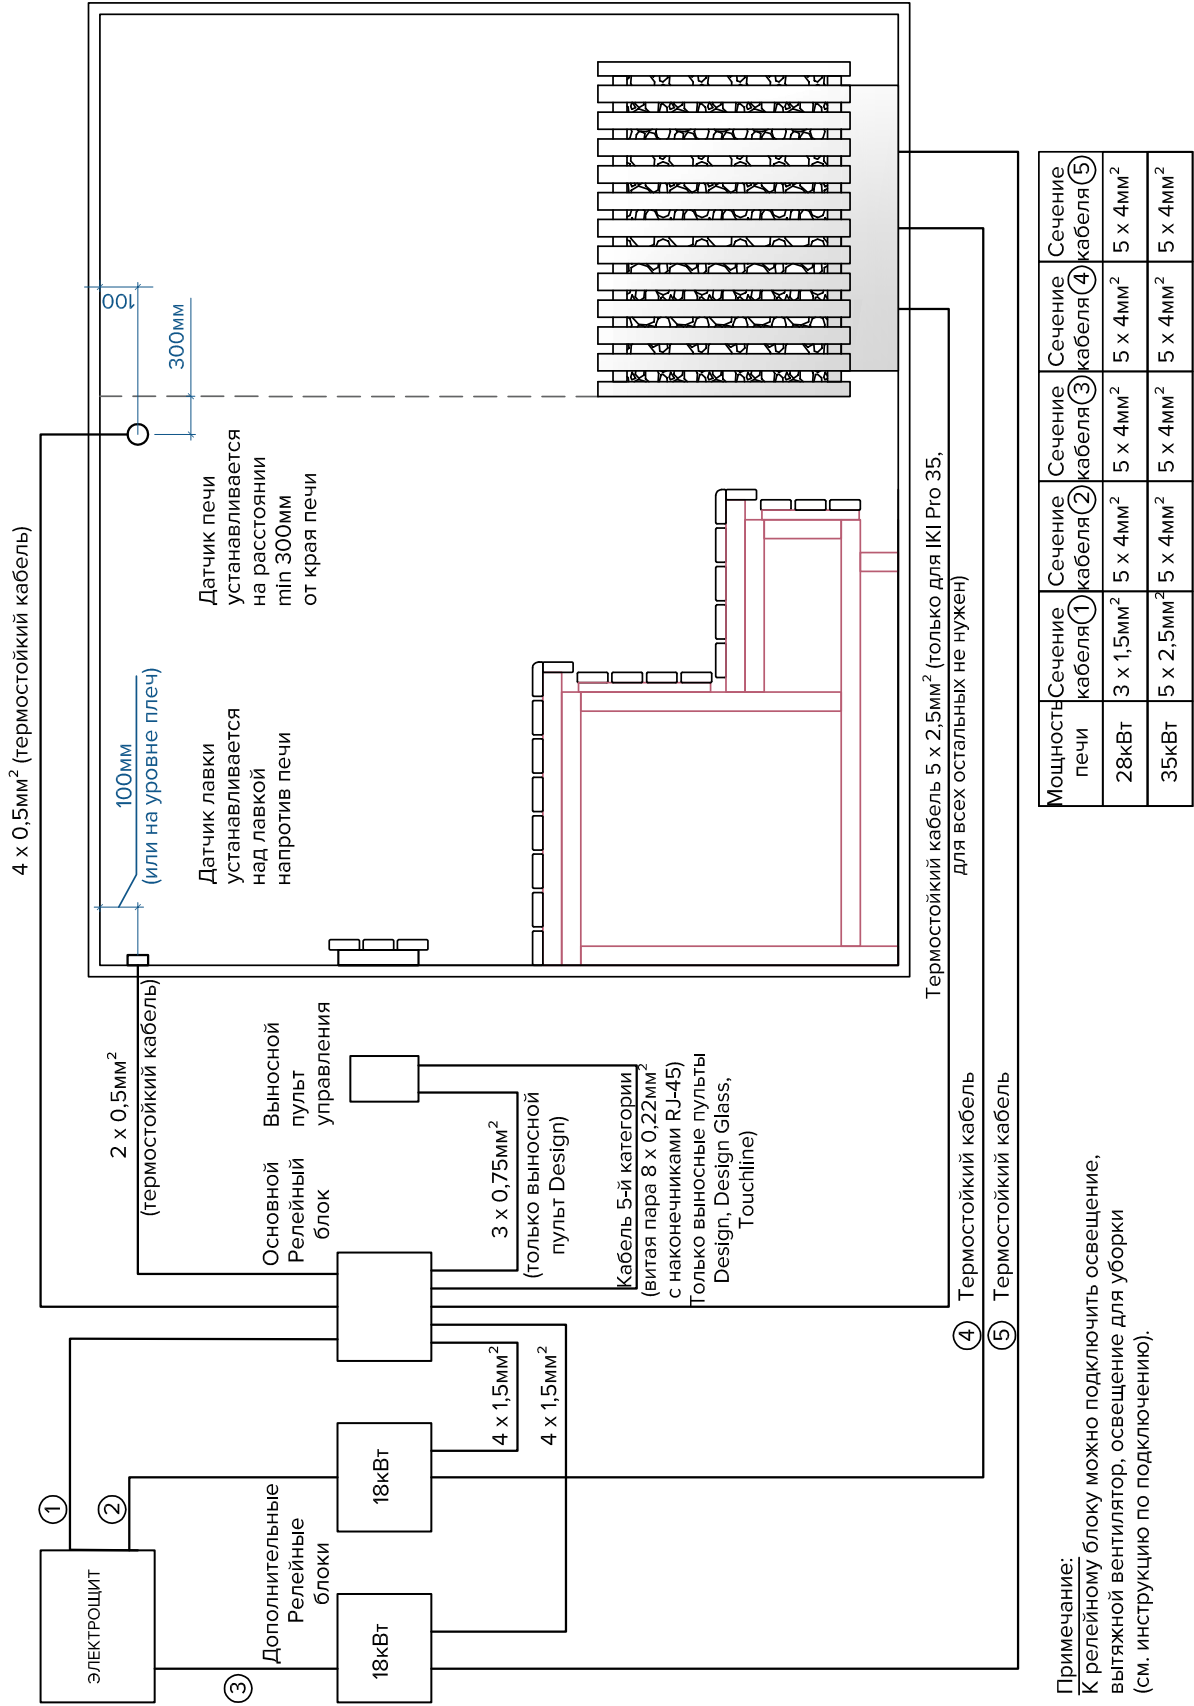 4 x 0,5мм² (термостойкий кабель)
100мм
(или на уровне плеч)
100
300мм
Датчик лавки
устанавливается
над лавкой
напротив печи
Датчик печи
устанавливается
на расстоянии
min 300мм
от края печи
2 x 0,5мм²
(термостойкий кабель)
ЭЛЕКТРОЩИТ
1
2
3
Дополнительные
Релейные
блоки
18кВт
18кВт
Основной
Релейный
блок
Выносной
пульт
управления
4 x 1,5мм²
4 x 1,5мм²
3 x 0,75мм²
(только выносной
пульт Design)
Кабель 5-й категории
(витая пара 8 x 0,22мм²
с наконечниками RJ-45)
Только выносные пульты
Design, Design Glass,
Touchline)
Термостойкий кабель 5 x 2,5мм² (только для IKI Pro 35,
для всех остальных не нужен)
4 Термостойкий кабель
5 Термостойкий кабель
Примечание:
К релейному блоку можно подключить освещение,
вытяжной вентилятор, освещение для уборки
(см. инструкцию по подключению).
Мощность Сечение Сечение Сечение Сечение Сечение
печи кабеля 1 кабеля 2 кабеля 3 кабеля 4 кабеля 5
28кВт 3 x 1,5мм² 5 x 4мм² 5 x 4мм² 5 x 4мм² 5 x 4мм²
35кВт 5 x 2,5мм² 5 x 4мм² 5 x 4мм² 5 x 4мм² 5 x 4мм²